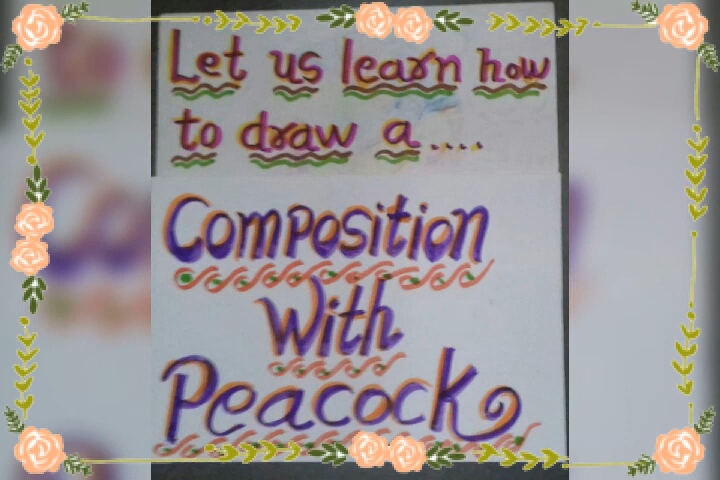 Let us learn how
to draw a....
Composition
With
Peacock